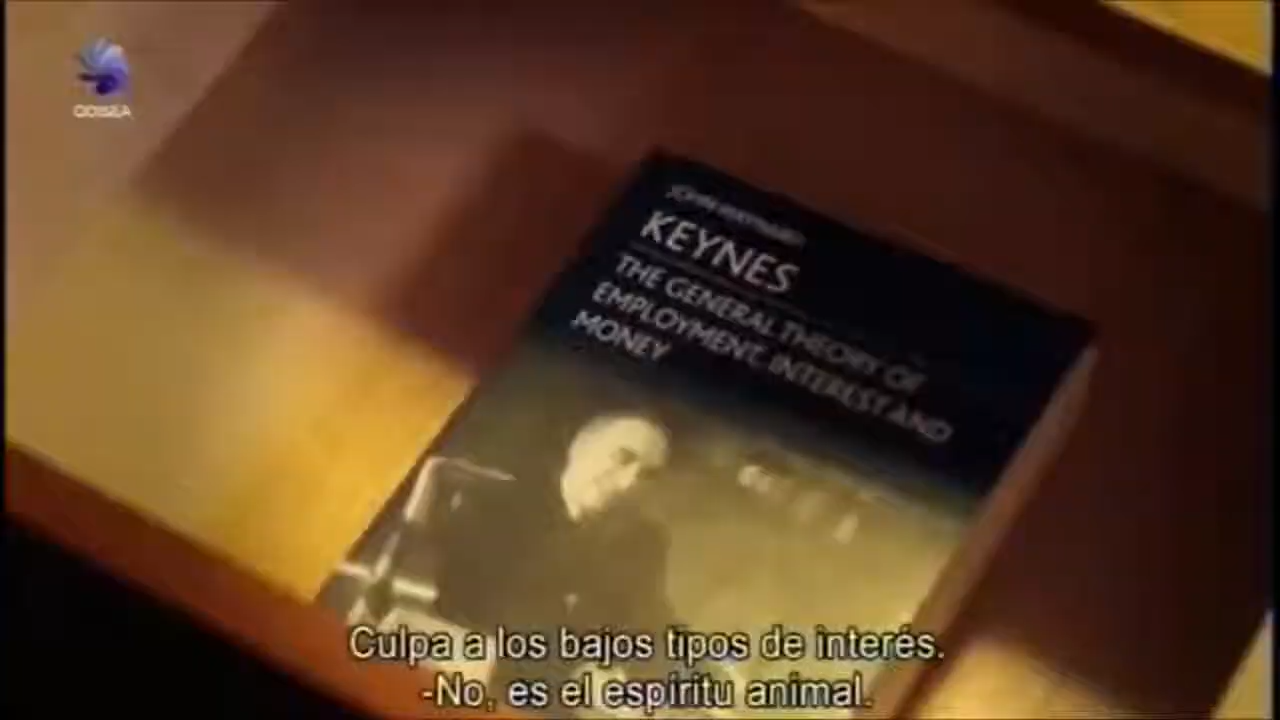 ODISEA
JOHN MAYNARD
KEYNES
THE GENERAL THEORY OF
EMPLOYMENT, INTEREST AND
MONEY
Culpa a los bajos tipos de interés.
-No, es el espíritu animal.